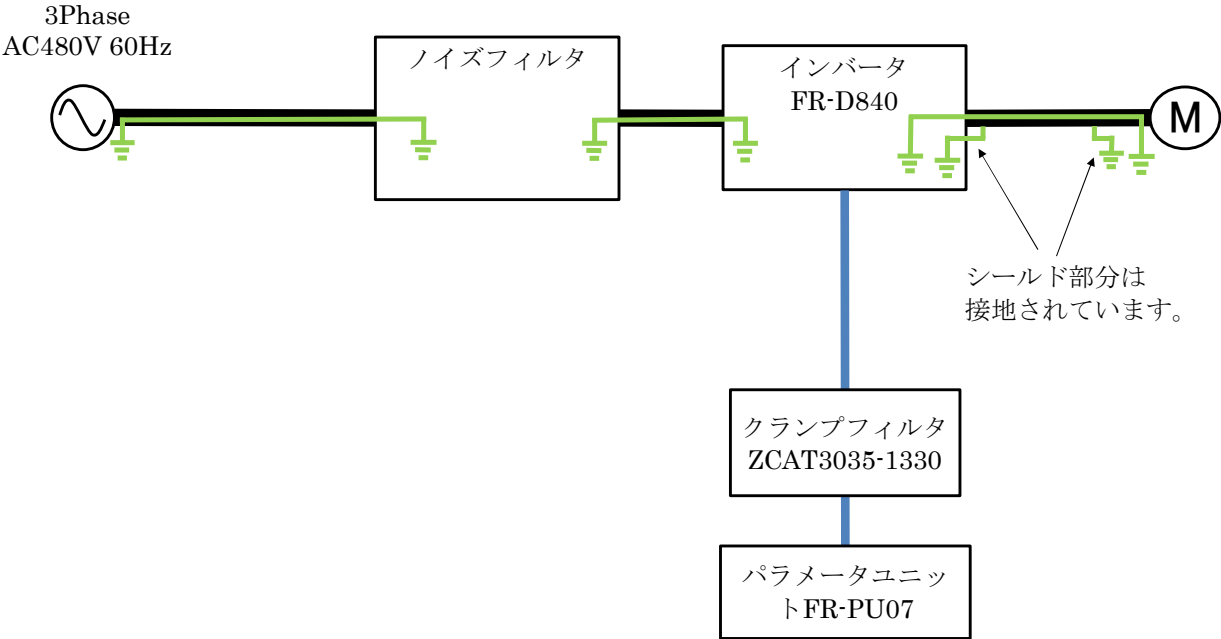 3Phase
AC480V 60Hz
ノイズフィルタ
インバータ
FR-D840
M
シールド部分は
接地されています。
クランプフィルタ
ZCAT3035-1330
パラメータユニッ
トFR-PU07